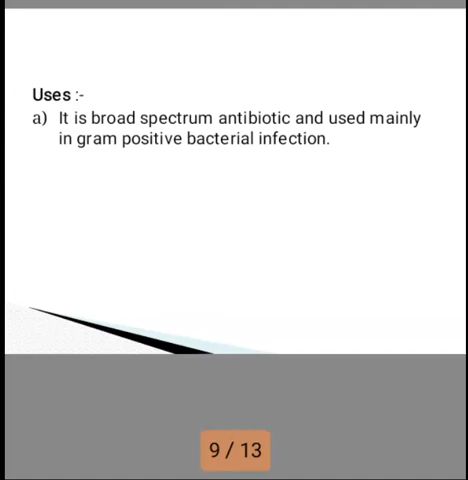 Uses :-
a) It is broad spectrum antibiotic and used mainly
in gram positive bacterial infection.
9 / 13